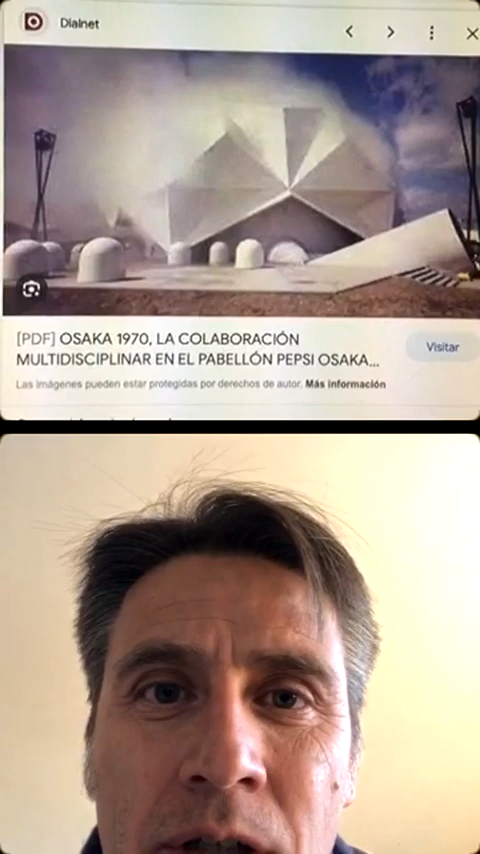 Dialnet
[PDF] OSAKA 1970, LA COLABORACIÓN
MULTIDISCIPLINAR EN EL PABELLÓN PEPSI OSAKA...
Visitar
Las imágenes pueden estar protegidas por derechos de autor. Más información